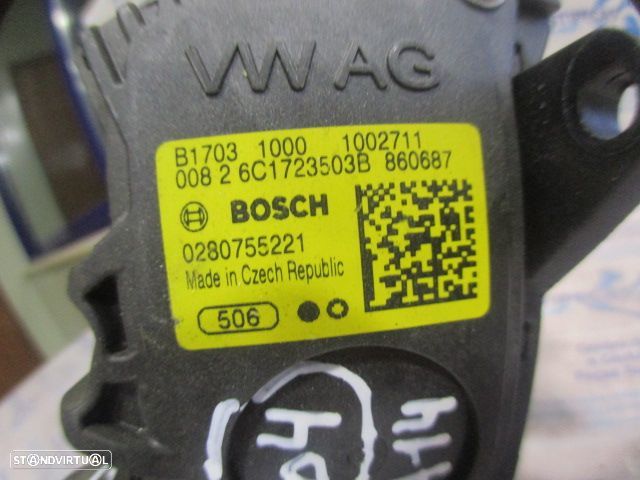 VW AG
B1703 1000 1002711
008 2 6C1723503B 860687
BOSCH
0280755221
Made in Czech Republic
506
STANDVIRTUAL